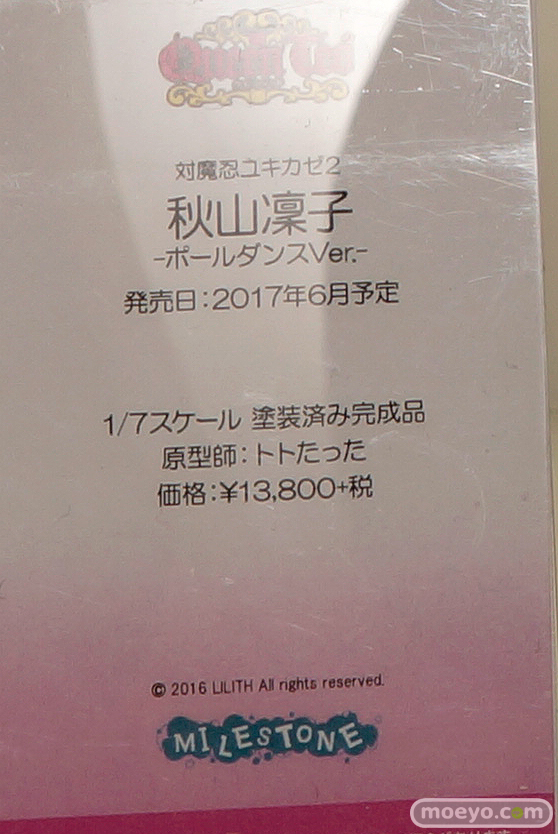 対魔忍ユキカゼ2
秋山凜子
-ポールダンスVer.-
発売日:2017年6月予定
1/7スケール 塗装済み完成品
原型師:トトたった
価格:¥13,800+税
© 2016 LILITH All rights reserved.
MILESTONE
moeyo.com